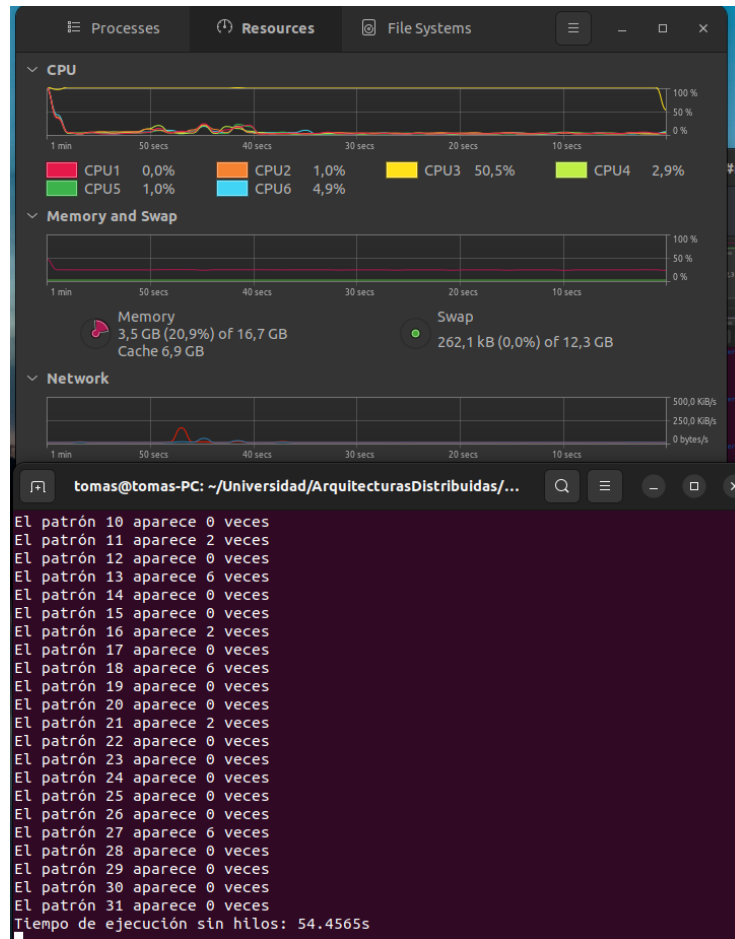 Processes Resources File Systems
CPU
100 %
50 %
0 %
1 min 50 secs 40 secs 30 secs 20 secs 10 secs
CPU1 0,0% CPU2 1,0% CPU3 50,5% CPU4 2,9%
CPU5 1,0% CPU6 4,9%
Memory and Swap
100 %
50 %
0 %
1 min 50 secs 40 secs 30 secs 20 secs 10 secs
Memory Swap
3,5 GB (20,9%) of 16,7 GB 262,1 kB (0,0%) of 12,3 GB
Cache 6,9 GB
Network
500,0 KiB/s
250,0 KiB/s
0 bytes/s
1 min 50 secs 40 secs 30 secs 20 secs 10 secs
tomas@tomas-PC: ~/Universidad/ArquitecturasDistribuidas/...
El patrón 10 aparece 0 veces
El patrón 11 aparece 2 veces
El patrón 12 aparece 0 veces
El patrón 13 aparece 6 veces
El patrón 14 aparece 0 veces
El patrón 15 aparece 0 veces
El patrón 16 aparece 2 veces
El patrón 17 aparece 0 veces
El patrón 18 aparece 6 veces
El patrón 19 aparece 0 veces
El patrón 20 aparece 0 veces
El patrón 21 aparece 2 veces
El patrón 22 aparece 0 veces
El patrón 23 aparece 0 veces
El patrón 24 aparece 0 veces
El patrón 25 aparece 0 veces
El patrón 26 aparece 0 veces
El patrón 27 aparece 6 veces
El patrón 28 aparece 0 veces
El patrón 29 aparece 0 veces
El patrón 30 aparece 0 veces
El patrón 31 aparece 0 veces
Tiempo de ejecución sin hilos: 54.4565s